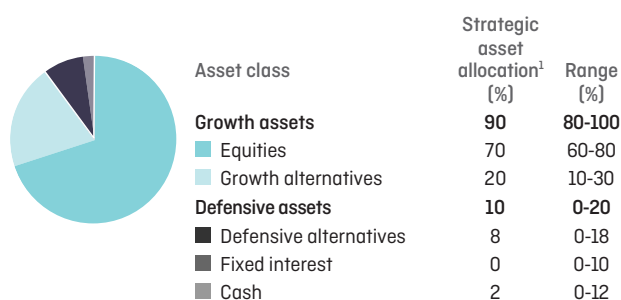 Strategic
asset
Asset class allocation¹ Range
(%) (%)
Growth assets 90 80-100
Equities 70 60-80
Growth alternatives 20 10-30
Defensive assets 10 0-20
Defensive alternatives 8 0-18
Fixed interest 0 0-10
Cash 2 0-12